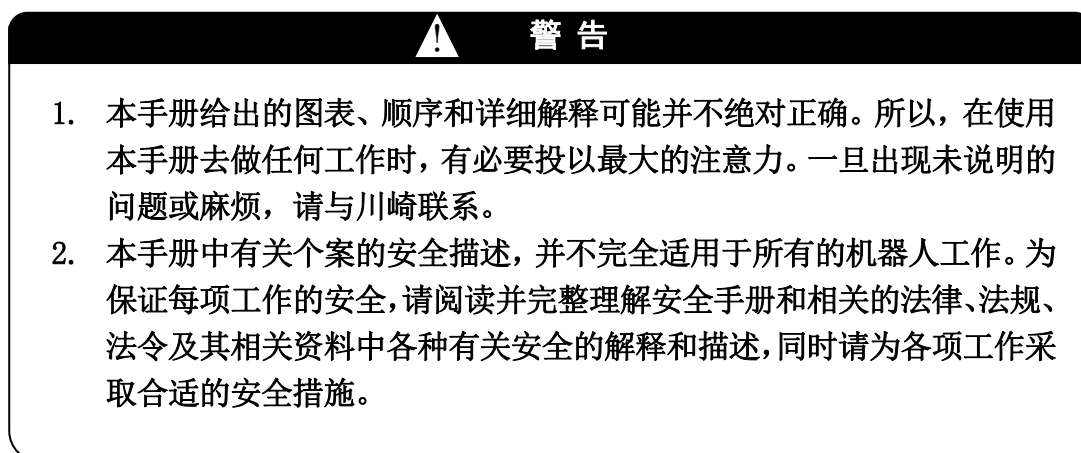 警 告
1. 本手册给出的图表、顺序和详细解释可能并不绝对正确。所以，在使用
本手册去做任何工作时，有必要投以最大的注意力。一旦出现未说明的
问题或麻烦，请与川崎联系。
2. 本手册中有关个案的安全描述，并不完全适用于所有的机器人工作。为
保证每项工作的安全，请阅读并完整理解安全手册和相关的法律、法规、
法令及其相关资料中各种有关安全的解释和描述，同时请为各项工作采
取合适的安全措施。